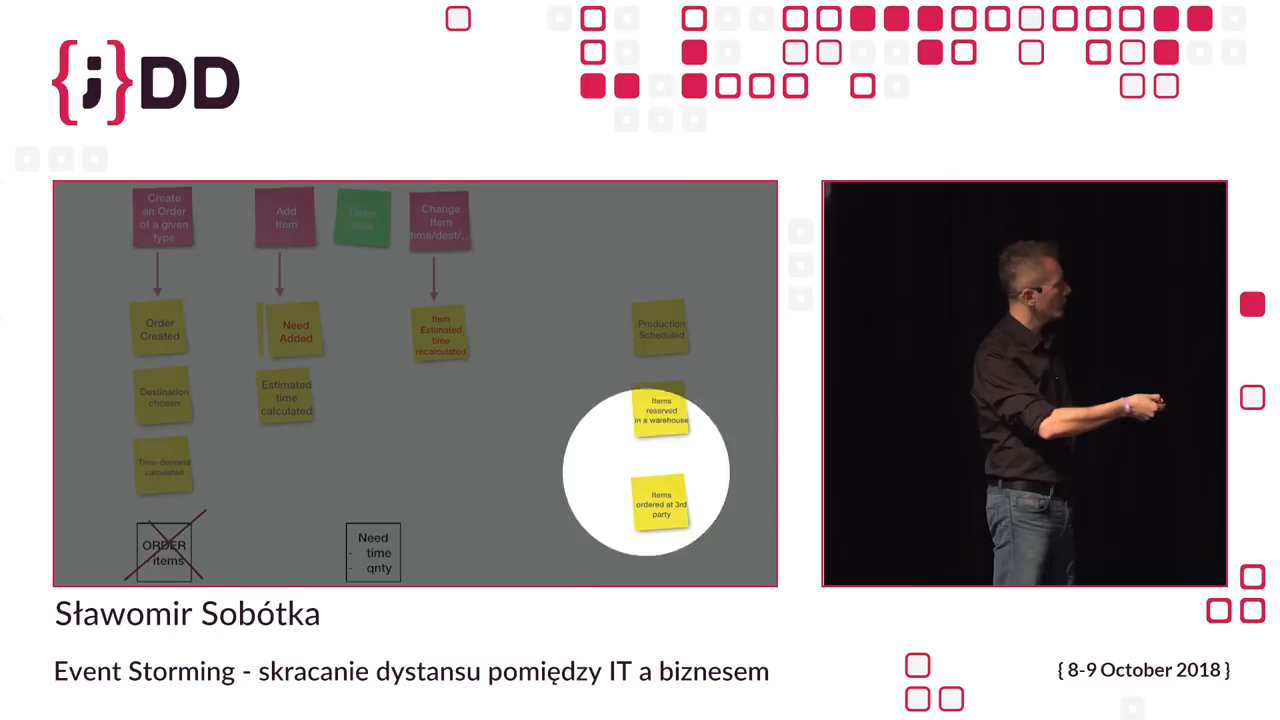 {j}DD
Create
an Order
of a given
type
Add
Item
Order
View
Change
Item
time/dest/...
Order
Created
Need
Added
Item
Estimated
time
recalculated
Production
Scheduled
Destination
chosen
Estimated
time
calculated
Items
reserved
in a warehouse
Time-demand
calculated
Items
ordered at 3rd
party
ORDER
- items
Need
- time
- qnty
Sławomir Sobótka
Event Storming - skracanie dystansu pomiędzy IT a biznesem
{ 8-9 October 2018 }